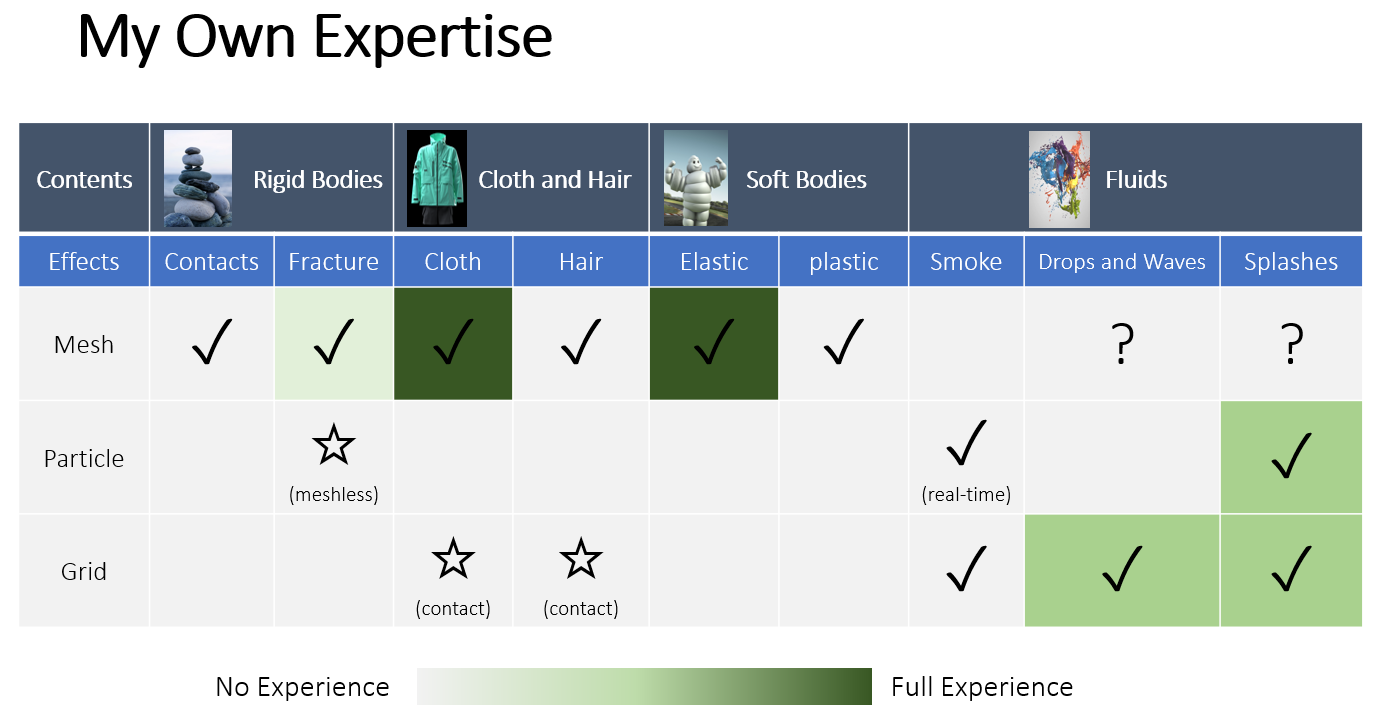 My Own Expertise
Contents Rigid Bodies Cloth and Hair Soft Bodies Fluids
Effects Contacts Fracture Cloth Hair Elastic plastic Smoke Drops and Waves Splashes
Mesh ✓ ✓ ✓ ✓ ✓ ✓ ? ?
Particle ☆ ✓ ✓
(meshless) (real-time)
Grid ☆ ☆ ✓ ✓ ✓
(contact) (contact)
No Experience Full Experience